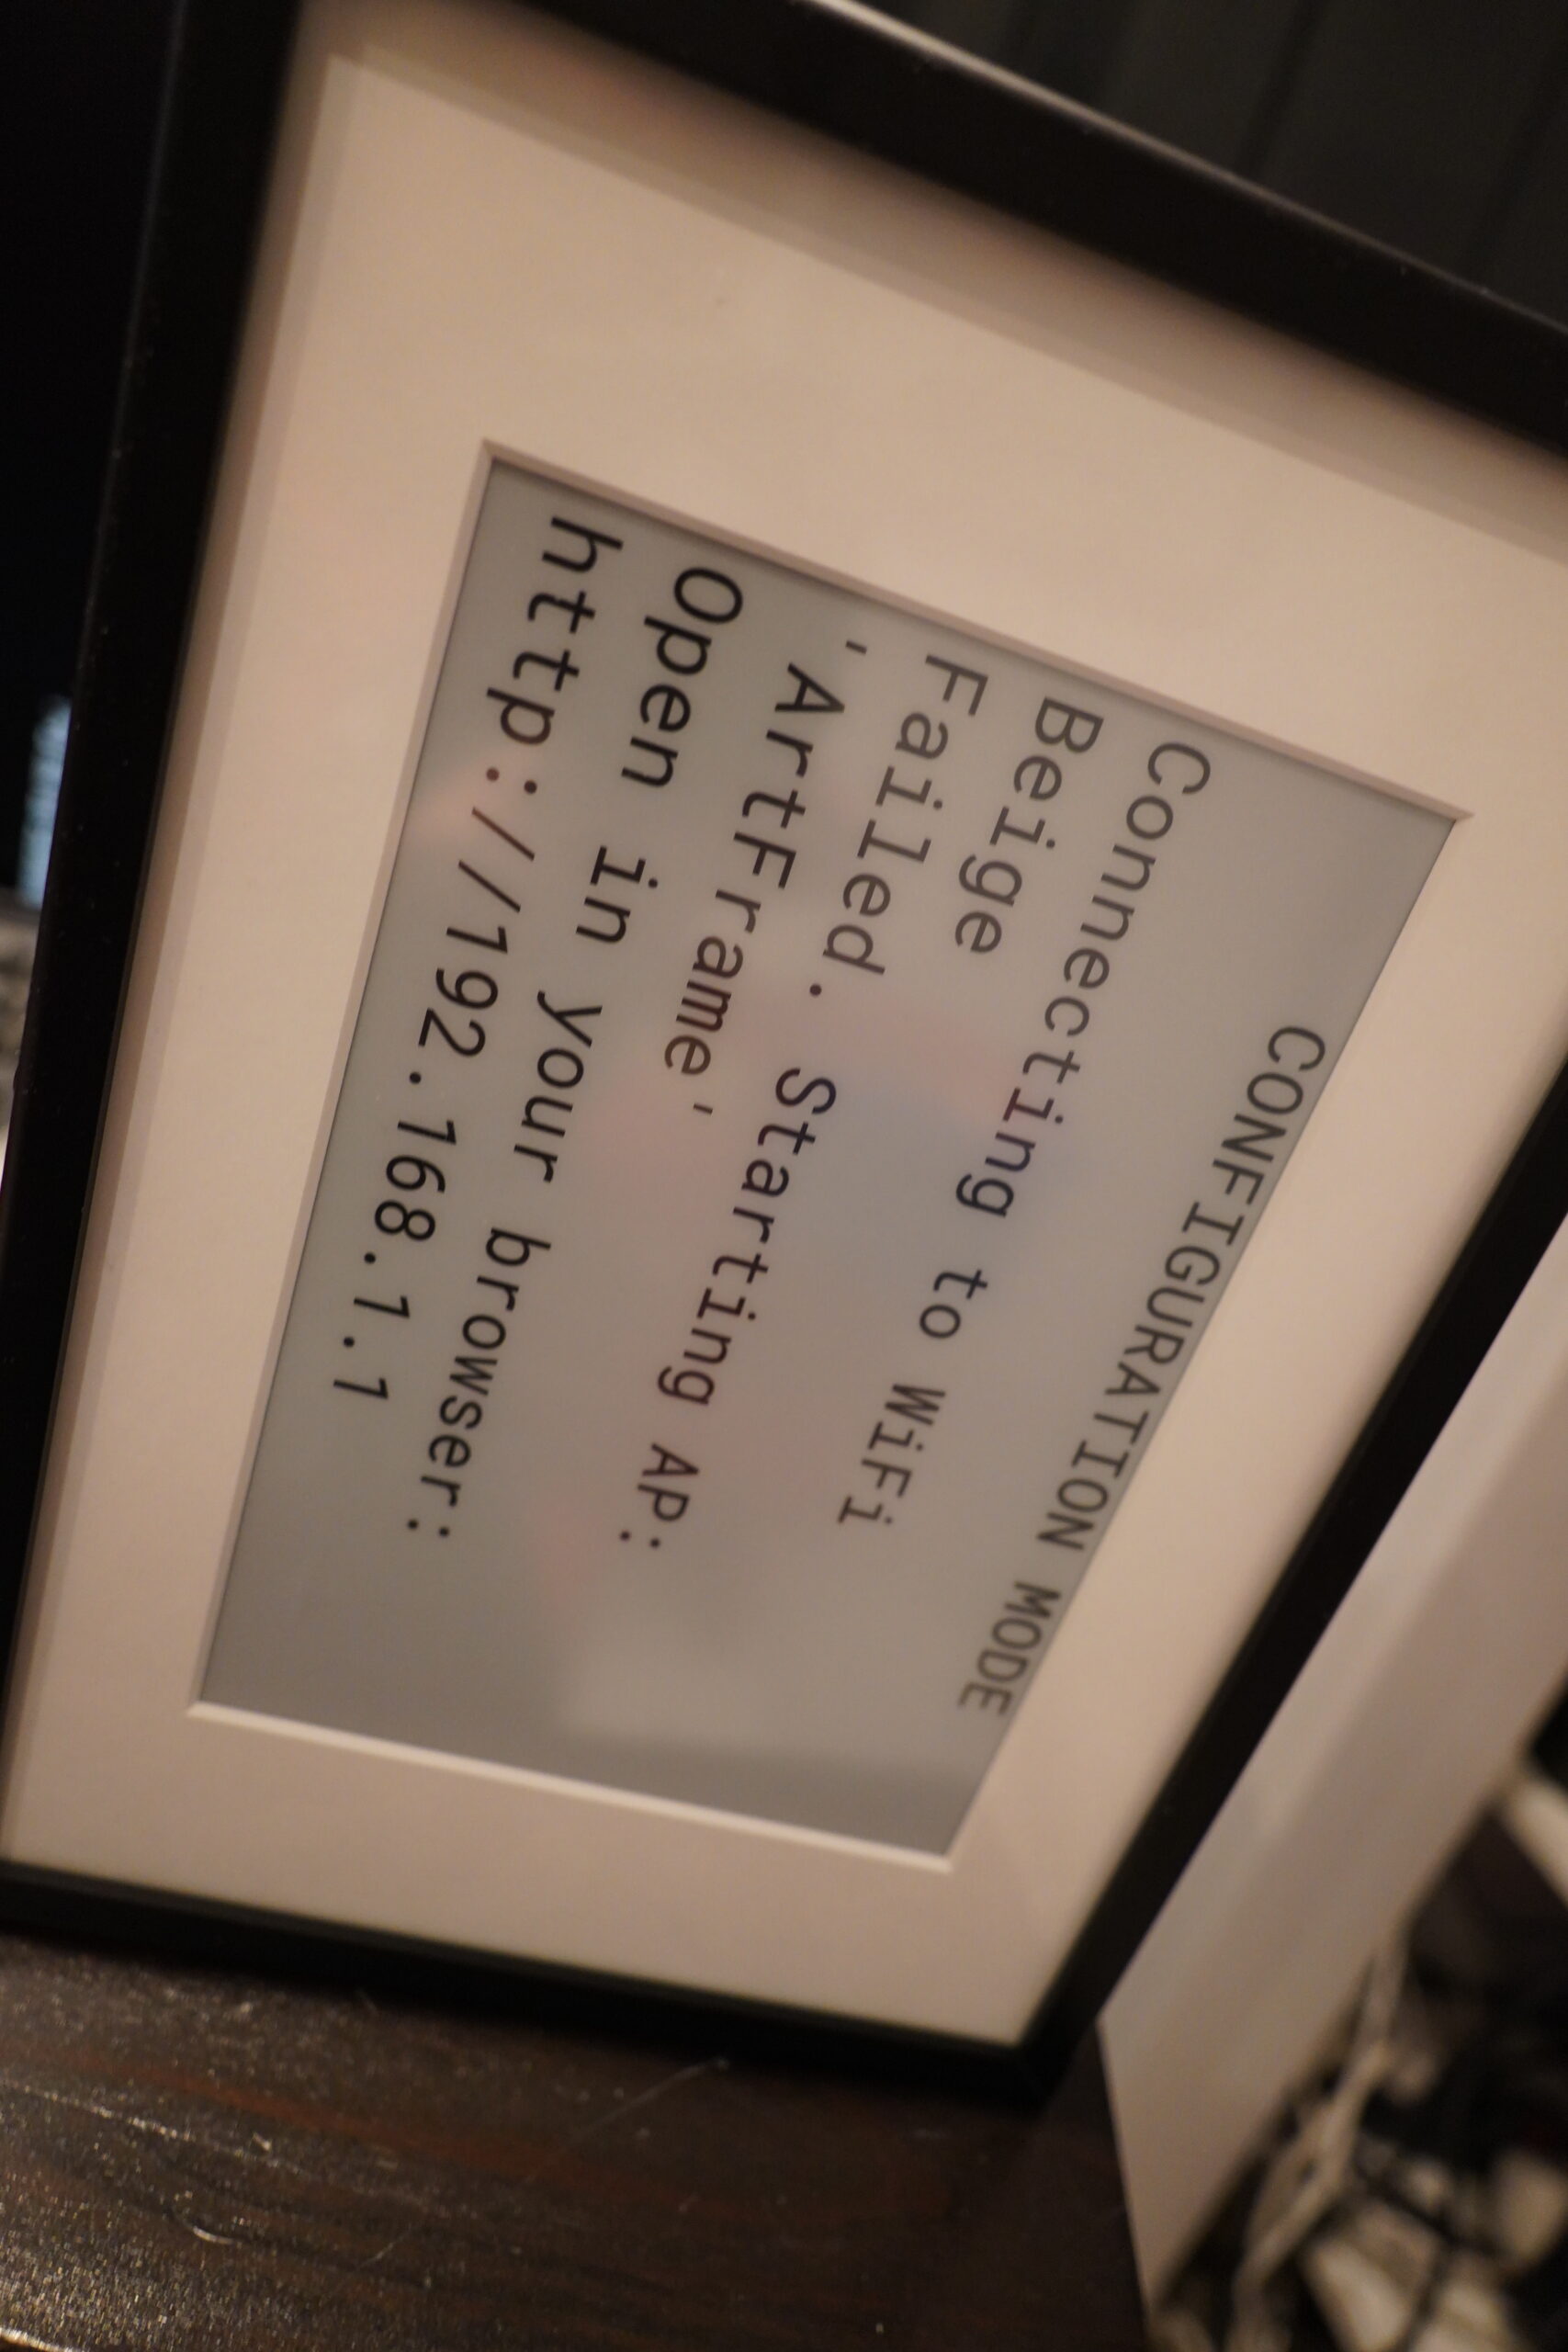 CONFIGURATION MODE
Connecting to WiFi
Beige
Failed. Starting AP:
'ArtFrame'
Open in your browser:
http://192.168.1.1